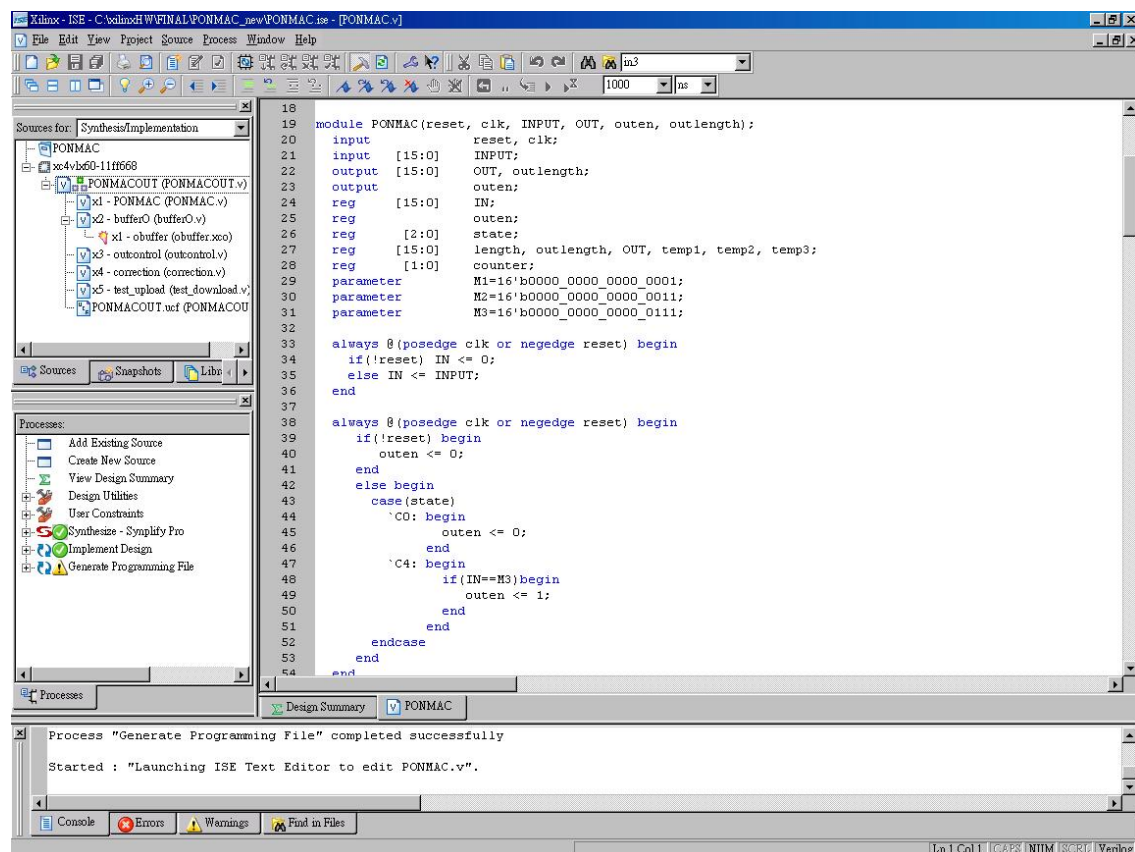 Xilinx - ISE - C:\xilinxHW\FINAL\PONMAC_new\PONMAC.ise - [PONMAC.v]
File Edit View Project Source Process Window Help
in3
1000 ns
Sources for: Synthesis/Implementation
PONMAC
xc4vlx60-11ff668
PONMACOUT (PONMACOUT.v)
x1 - PONMAC (PONMAC.v)
x2 - bufferO (bufferO.v)
x1 - obuffer (obuffer.xco)
x3 - outcontrol (outcontrol.v)
x4 - correction (correction.v)
x5 - test_upload (test_download.v)
PONMACOUT.ucf (PONMACOU
Sources Snapshots Libr
Processes:
Add Existing Source
Create New Source
View Design Summary
Design Utilities
User Constraints
Synthesize - Synplify Pro
Implement Design
Generate Programming File
Processes
18
19 module PONMAC(reset, clk, INPUT, OUT, outen, outlength);
20 input reset, clk;
21 input [15:0] INPUT;
22 output [15:0] OUT, outlength;
23 output outen;
24 reg [15:0] IN;
25 reg outen;
26 reg [2:0] state;
27 reg [15:0] length, outlength, OUT, temp1, temp2, temp3;
28 reg [1:0] counter;
29 parameter M1=16'b0000_0000_0000_0001;
30 parameter M2=16'b0000_0000_0000_0011;
31 parameter M3=16'b0000_0000_0000_0111;
32
33 always @(posedge clk or negedge reset) begin
34 if(!reset) IN <= 0;
35 else IN <= INPUT;
36 end
37
38 always @(posedge clk or negedge reset) begin
39 if(!reset) begin
40 outen <= 0;
41 end
42 else begin
43 case(state)
44 `C0: begin
45 outen <= 0;
46 end
47 `C4: begin
48 if(IN==M3)begin
49 outen <= 1;
50 end
51 end
52 endcase
53 end
54 end
Design Summary PONMAC
Process "Generate Programming File" completed successfully
Started : "Launching ISE Text Editor to edit PONMAC.v".
Console Errors Warnings Find in Files
Ln 1 Col 1 CAPS NUM SCRL Verilog